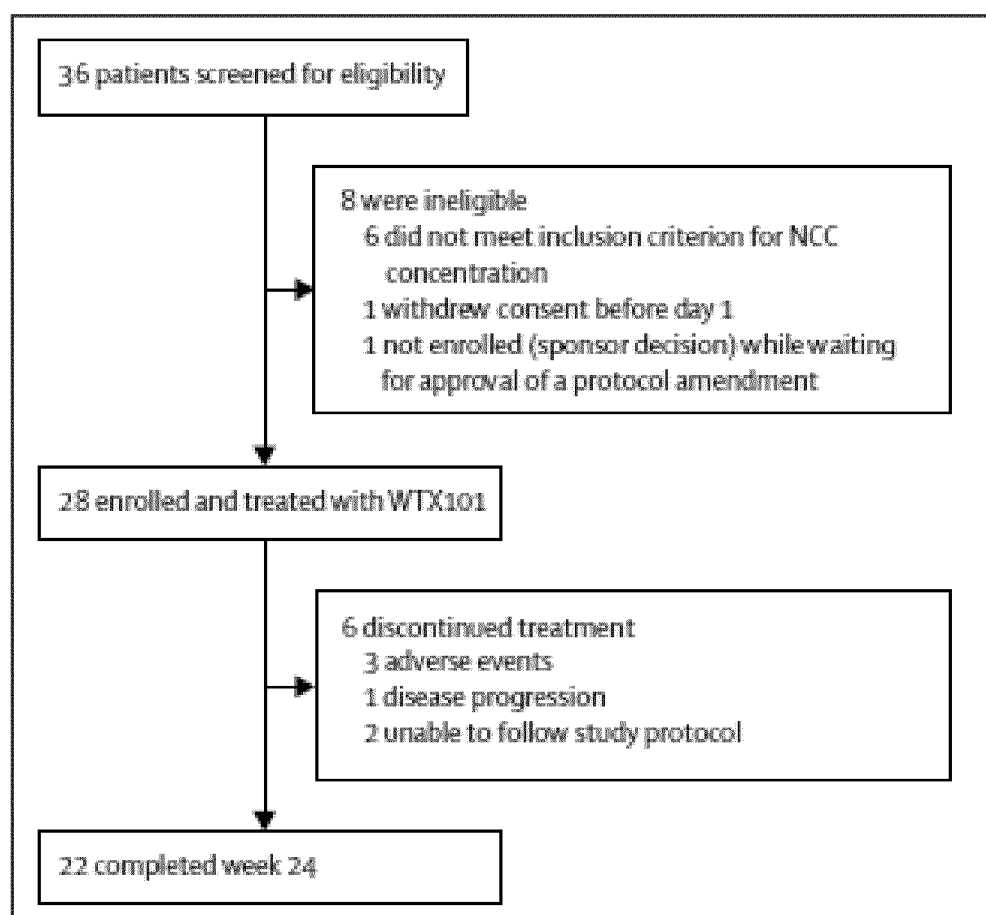 36 patients screened for eligibility
8 were ineligible
6 did not meet inclusion criterion for NCC
concentration
1 withdrew consent before day 1
1 not enrolled (sponsor decision) while waiting
for approval of a protocol amendment
28 enrolled and treated with WTX101
6 discontinued treatment
3 adverse events
1 disease progression
2 unable to follow study protocol
22 completed week 24